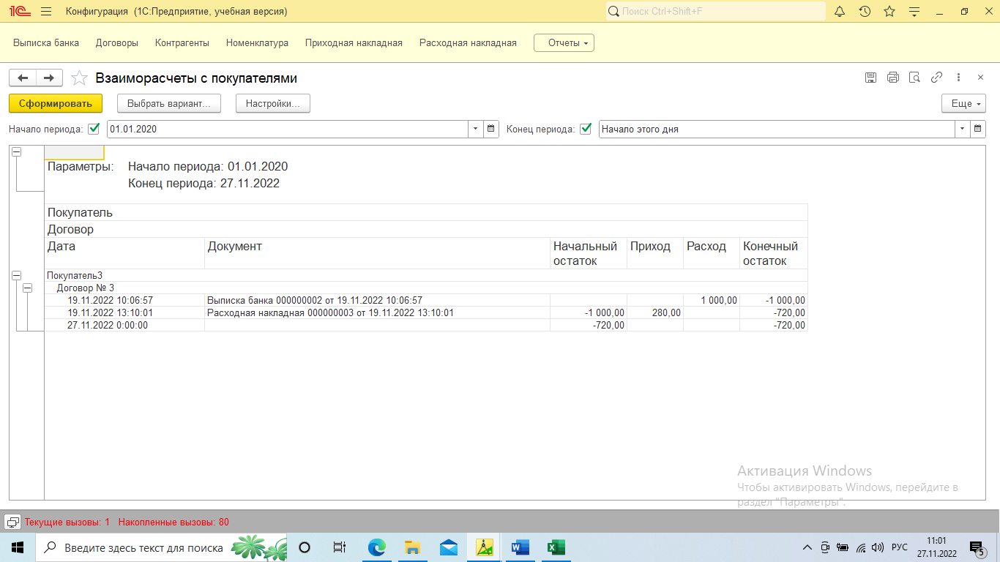 1С Конфигурация (1С:Предприятие, учебная версия) Поиск Ctrl+Shift+F
Выписка банка Договоры Контрагенты Номенклатура Приходная накладная Расходная накладная Отчеты
Взаиморасчеты с покупателями
Сформировать Выбрать вариант... Настройки... Еще
Начало периода: 01.01.2020 Конец периода: Начало этого дня
Параметры: Начало периода: 01.01.2020
Конец периода: 27.11.2022
Покупатель
Договор
Дата Документ Начальный остаток Приход Расход Конечный остаток
Покупатель3
Договор № 3
19.11.2022 10:06:57 Выписка банка 000000002 от 19.11.2022 10:06:57 1 000,00 -1 000,00
19.11.2022 13:10:01 Расходная накладная 000000003 от 19.11.2022 13:10:01 -1 000,00 280,00 -720,00
27.11.2022 0:00:00 -720,00 -720,00
Активация Windows
Чтобы активировать Windows, перейдите в
раздел "Параметры".
Текущие вызовы: 1 Накопленные вызовы: 80
Введите здесь текст для поиска РУС 11:01
27.11.2022 5